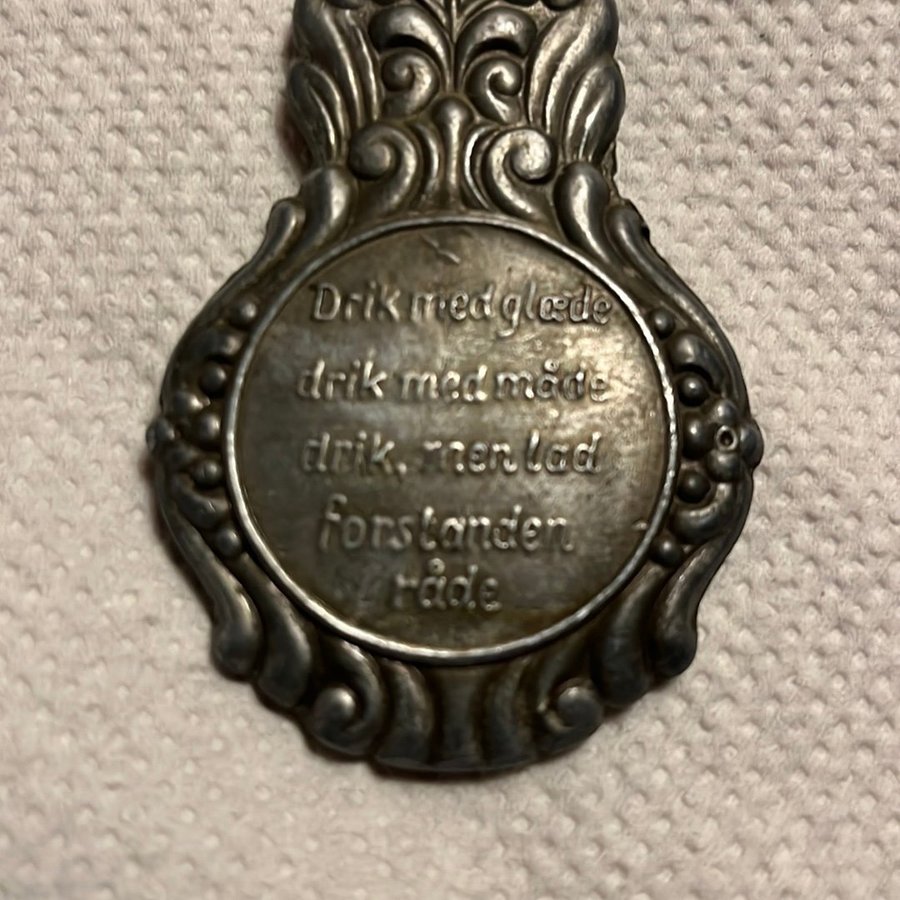 Drik med glæde
drik med måde
drik, men lad
forstanden
råde